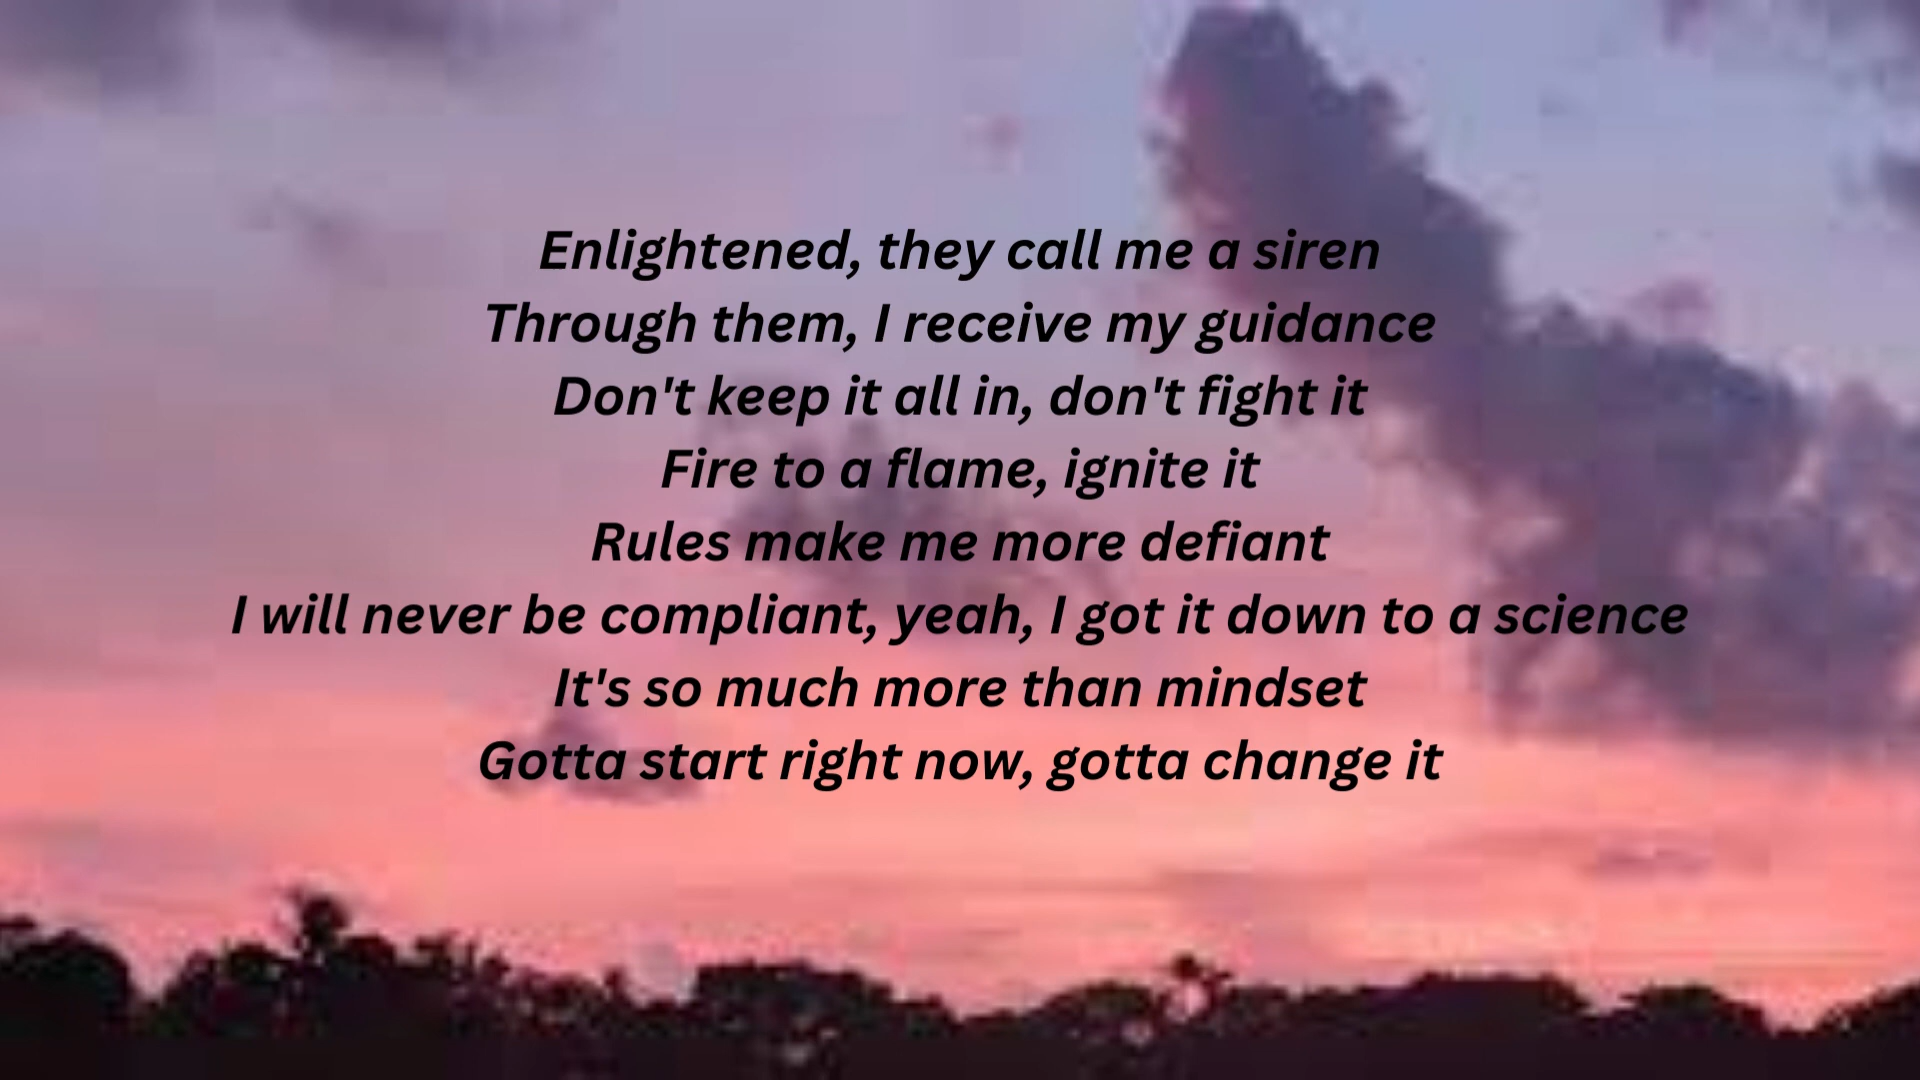 Enlightened, they call me a siren
Through them, I receive my guidance
Don't keep it all in, don't fight it
Fire to a flame, ignite it
Rules make me more defiant
I will never be compliant, yeah, I got it down to a science
It's so much more than mindset
Gotta start right now, gotta change it